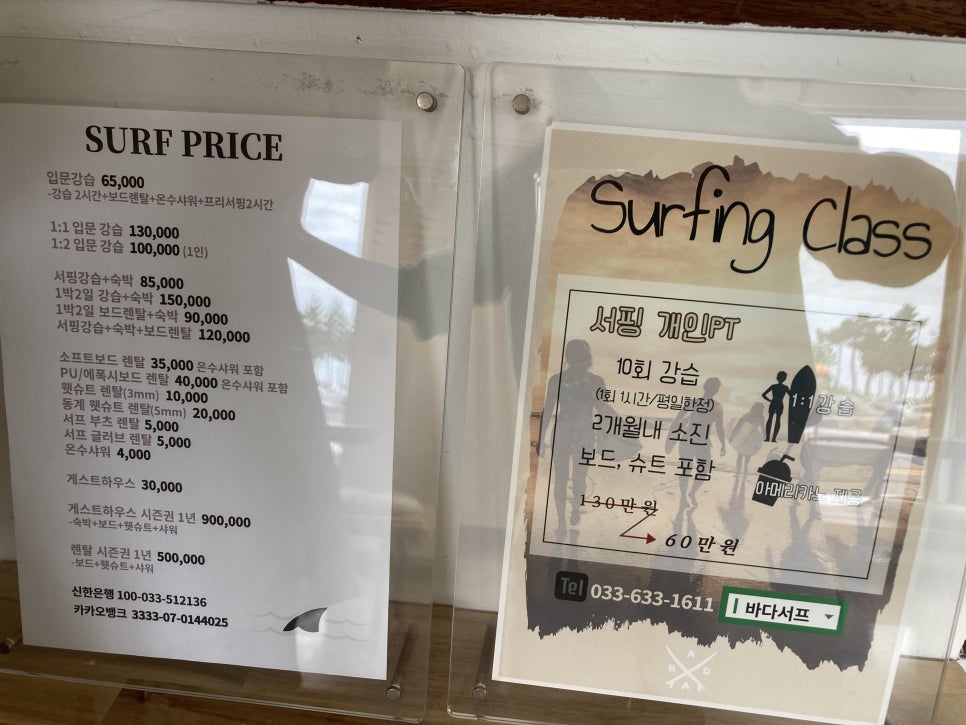 SURF PRICE
입문강습 65,000
-강습 2시간+보드렌탈+온수샤워+프리서핑2시간
1:1 입문 강습 130,000
1:2 입문 강습 100,000 (1인)
서핑강습+숙박 85,000
1박2일 강습+숙박 150,000
1박2일 보드렌탈+숙박 90,000
서핑강습+숙박+보드렌탈 120,000
소프트보드 렌탈 35,000 온수샤워 포함
PU/에폭시보드 렌탈 40,000 온수샤워 포함
웻슈트 렌탈(3mm) 10,000
동계 웻슈트 렌탈(5mm) 20,000
서프 부츠 렌탈 5,000
서프 글러브 렌탈 5,000
온수샤워 4,000
게스트하우스 30,000
게스트하우스 시즌권 1년 900,000
-숙박+보드+웻슈트+샤워
렌탈 시즌권 1년 500,000
-보드+웻슈트+샤워
신한은행 100-033-512136
카카오뱅크 3333-07-0144025
Surfing Class
서핑 개인PT
10회 강습
(1회 1시간/평일한정)
2개월내 소진
보드, 슈트 포함
1:1강습
아메리카노 제공
130만원
60만원
Tel 033-633-1611
바다서프
B A D A